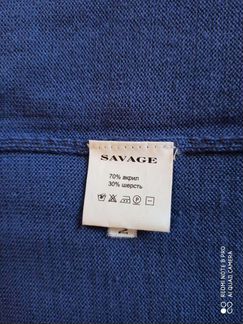 SAVAGE
70% акрил
30% шерсть
REDMI NOTE 8 PRO
AI QUAD CAMERA